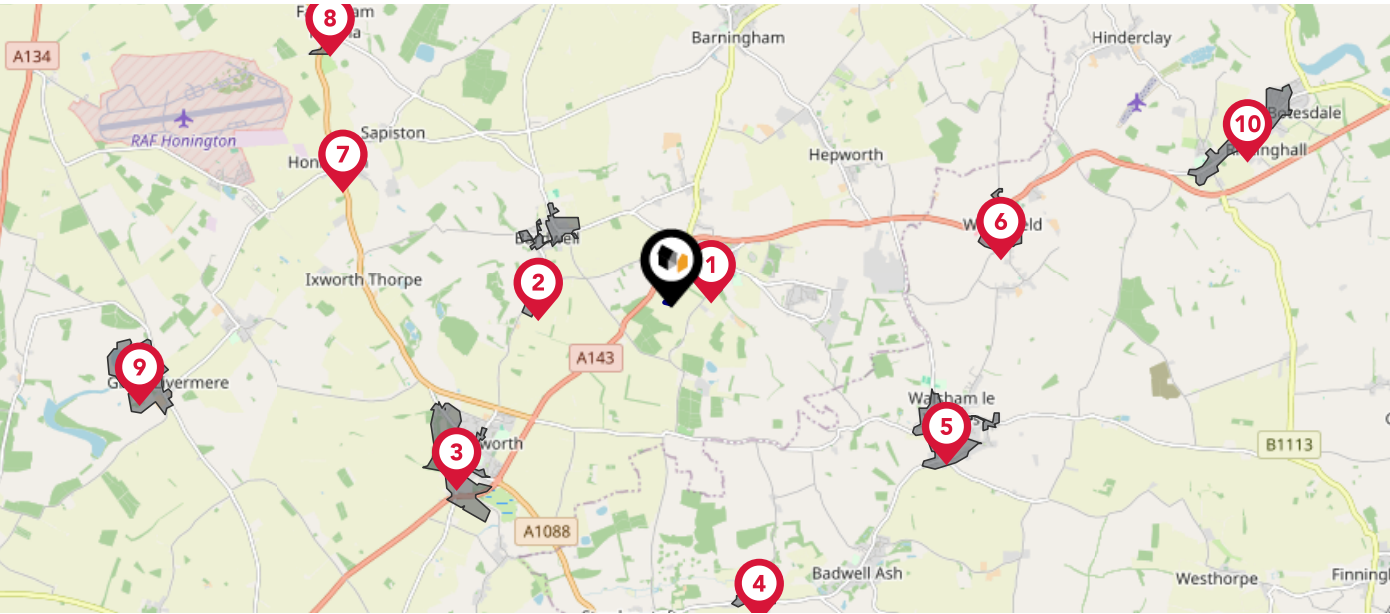 8
Barningham
Hinderclay
A134
RAF Honington
Sapiston
10
7
Hepworth
6
1
2
Ixworth Thorpe
A143
9
5
3
B1113
A1088
4
Badwell Ash
Westhorpe